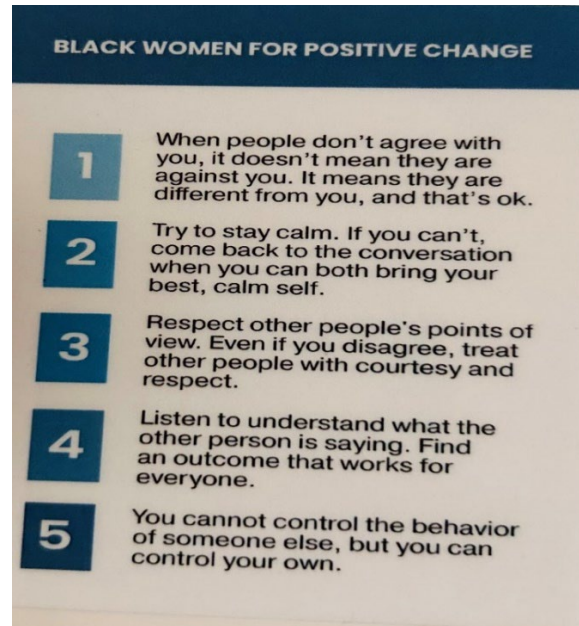 BLACK WOMEN FOR POSITIVE CHANGE
1
When people don't agree with
you, it doesn't mean they are
against you. It means they are
different from you, and that's ok.
2
Try to stay calm. If you can't,
come back to the conversation
when you can both bring your
best, calm self.
3
Respect other people's points of
view. Even if you disagree, treat
other people with courtesy and
respect.
4
Listen to understand what the
other person is saying. Find
an outcome that works for
everyone.
5
You cannot control the behavior
of someone else, but you can
control your own.